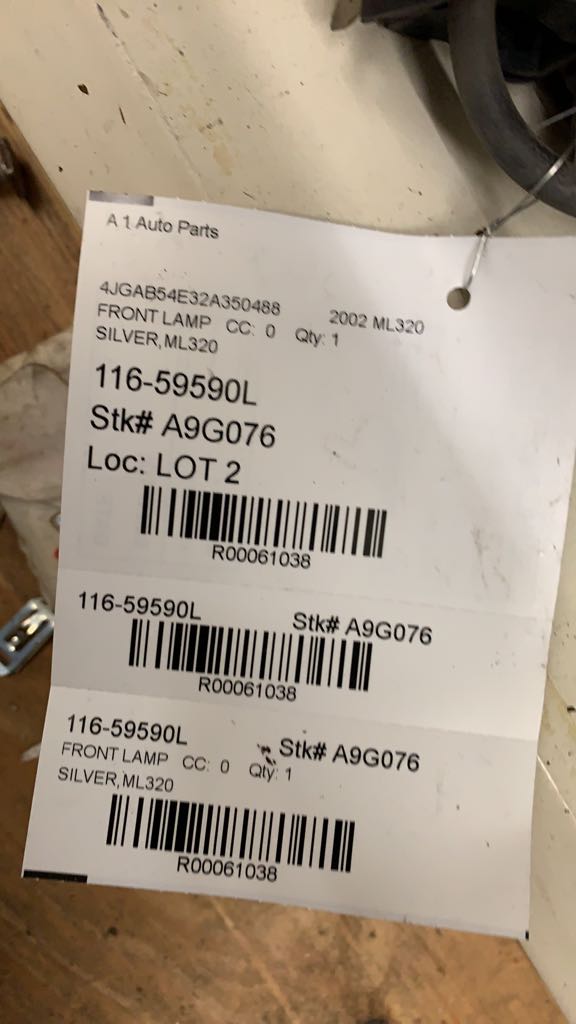 A 1 Auto Parts
4JGAB54E32A350488 2002 ML320
FRONT LAMP CC: 0 Qty: 1
SILVER,ML320
116-59590L
Stk# A9G076
Loc: LOT 2
R00061038
116-59590L Stk# A9G076
R00061038
116-59590L Stk# A9G076
FRONT LAMP CC: 0 Qty: 1
SILVER,ML320
R00061038